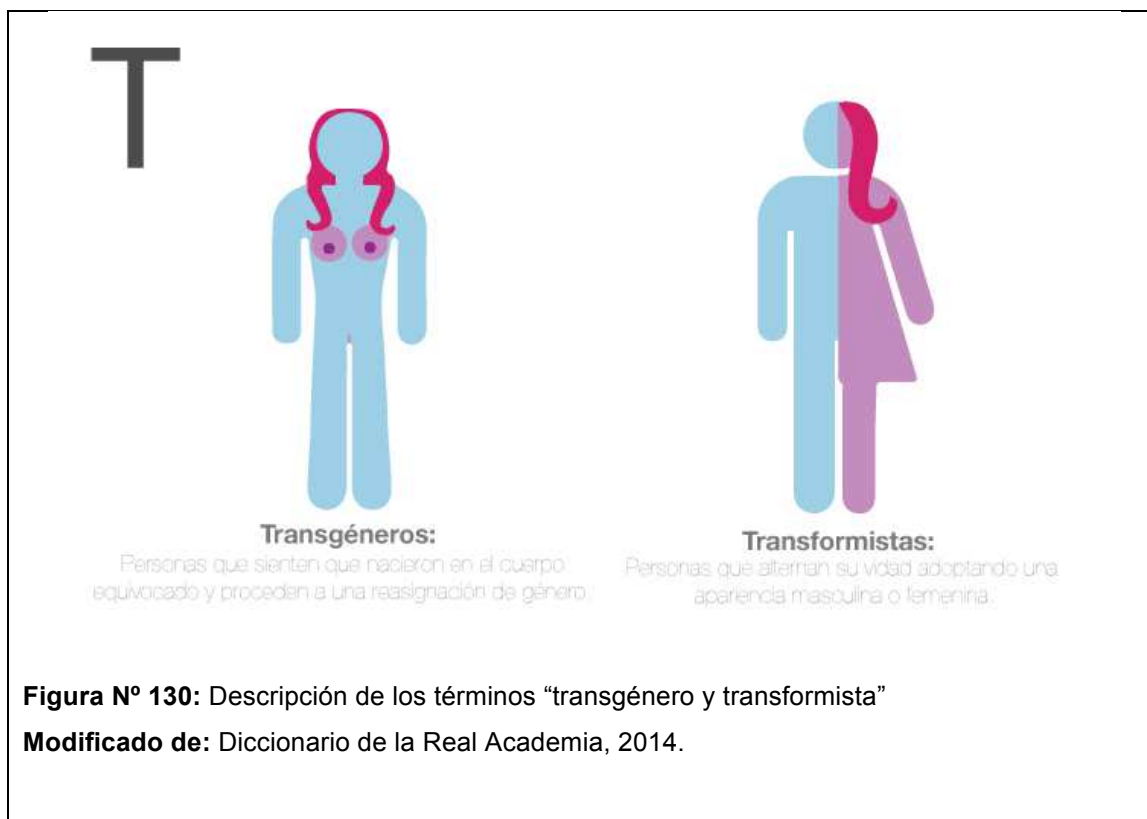 T
Transgéneros:
Personas que sienten que nacieron en el cuerpo
equivocado y proceden a una reasignación de género.
Transformistas:
Personas que alternan su vidad adoptando una
apariencia masculina o femenina.
Figura Nº 130: Descripción de los términos “transgénero y transformista”
Modificado de: Diccionario de la Real Academia, 2014.